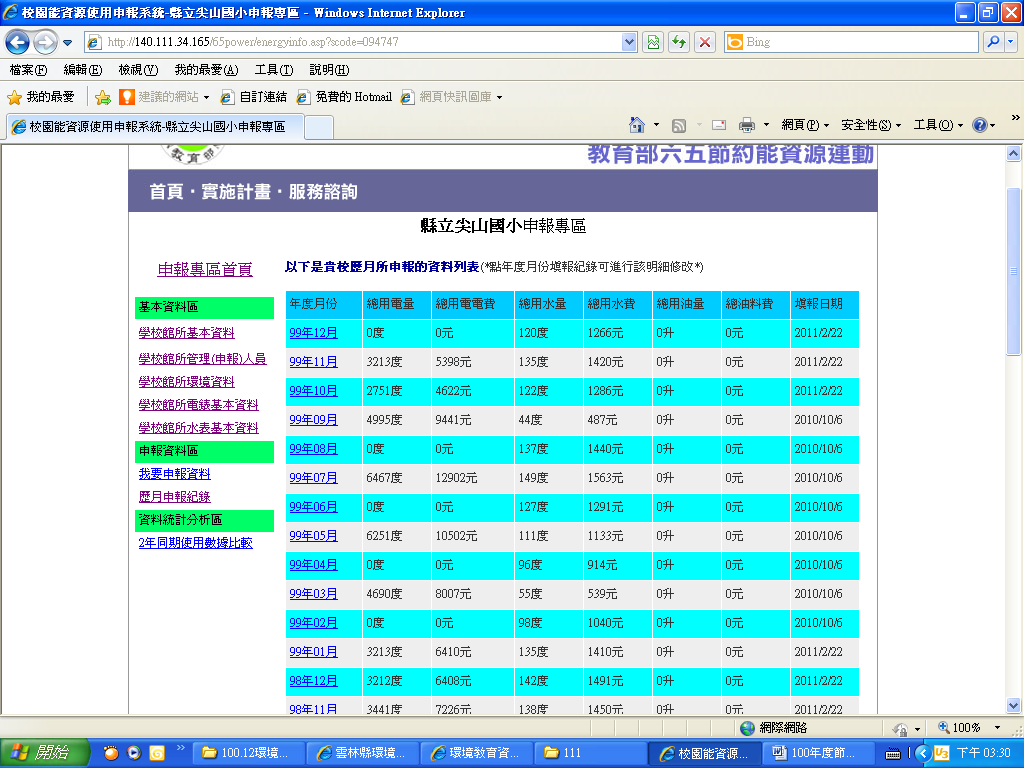 校園能資源使用申報系統-縣立尖山國小申報專區 - Windows Internet Explorer
http://140.111.34.165/65power/energyinfo.asp?scode=094747
Bing
檔案(F) 編輯(E) 檢視(V) 我的最愛(A) 工具(T) 說明(H)
我的最愛 建議的網站 自訂連結 免費的 Hotmail 網頁快訊圖庫
校園能資源使用申報系統-縣立尖山國小申報專區
網頁(P) 安全性(S) 工具(O)
教育部
教育部六五節約能資源運動
首頁‧實施計畫‧服務諮詢
縣立尖山國小申報專區
申報專區首頁
基本資料區
學校館所基本資料
學校館所管理(申報)人員
學校館所環境資料
學校館所電錶基本資料
學校館所水表基本資料
申報資料區
我要申報資料
歷月申報紀錄
資料統計分析區
2年同期使用數據比較
以下是貴校歷月所申報的資料列表(*點年度月份填報紀錄可進行該明細修改*)
年度月份 總用電量 總用電電費 總用水量 總用水費 總用油量 總油料費 填報日期
99年12月 0度 0元 120度 1266元 0升 0元 2011/2/22
99年11月 3213度 5398元 135度 1420元 0升 0元 2011/2/22
99年10月 2751度 4622元 122度 1286元 0升 0元 2011/2/22
99年09月 4995度 9441元 44度 487元 0升 0元 2010/10/6
99年08月 0度 0元 137度 1440元 0升 0元 2010/10/6
99年07月 6467度 12902元 149度 1563元 0升 0元 2010/10/6
99年06月 0度 0元 127度 1291元 0升 0元 2010/10/6
99年05月 6251度 10502元 111度 1133元 0升 0元 2010/10/6
99年04月 0度 0元 96度 914元 0升 0元 2010/10/6
99年03月 4690度 8007元 55度 539元 0升 0元 2010/10/6
99年02月 0度 0元 98度 1040元 0升 0元 2010/10/6
99年01月 3213度 6410元 135度 1410元 0升 0元 2011/2/22
98年12月 3212度 6408元 142度 1491元 0升 0元 2011/2/22
98年11月 3441度 7226元 138度 1450元 0升 0元 2011/2/22
網際網路 100%
開始 100.12環境... 雲林縣環境... 環境教育資... 111 校園能資源... 100年度節... 下午 03:30